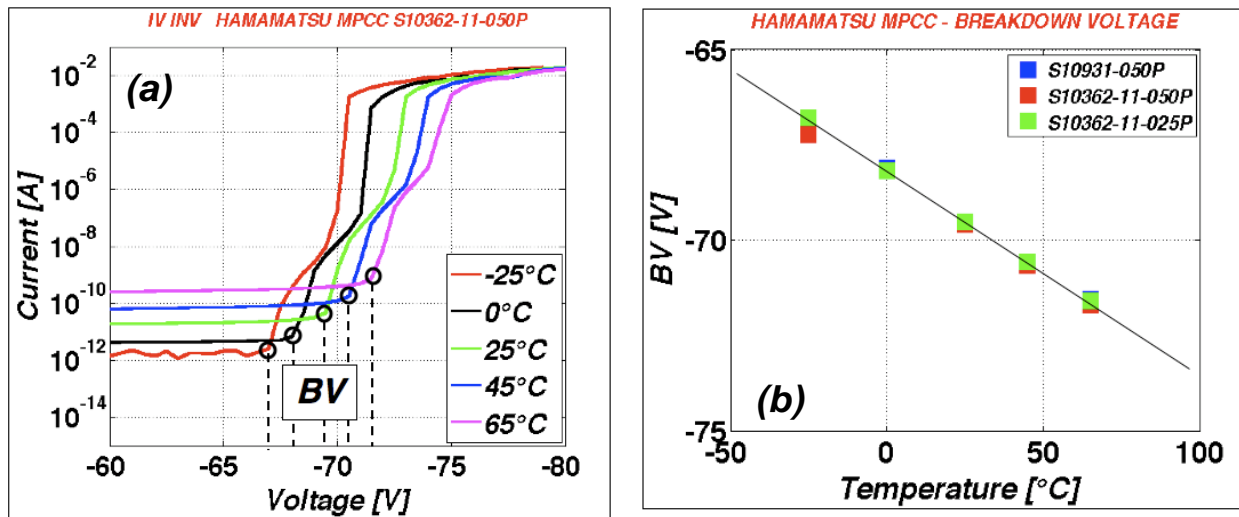 IV INV HAMAMATSU MPCC S10362-11-050P
(a)
Current [A]
10^-2
10^-4
10^-6
10^-8
10^-10
10^-12
10^-14
-25°C
0°C
25°C
45°C
65°C
BV
-60
-65
-70
-75
-80
Voltage [V]
HAMAMATSU MPCC - BREAKDOWN VOLTAGE
-65
-70
-75
BV [V]
S10931-050P
S10362-11-050P
S10362-11-025P
(b)
-50
0
50
100
Temperature [°C]